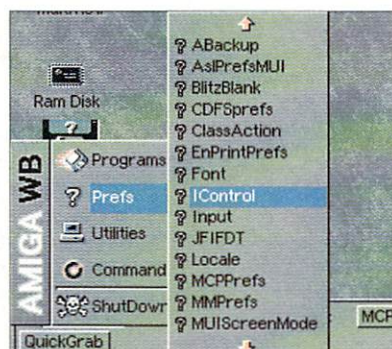 Ram Disk
AMIGA WB
Programs
Prefs
Utilities
Command
ShutDown
ABackup
AslPrefsMUI
BlitzBlank
CDFSprefs
ClassAction
EnPrintPrefs
Font
IControl
Input
JFIFDT
Locale
MCPPrefs
MMPrefs
MUIScreenMode
MCP
QuickGrab